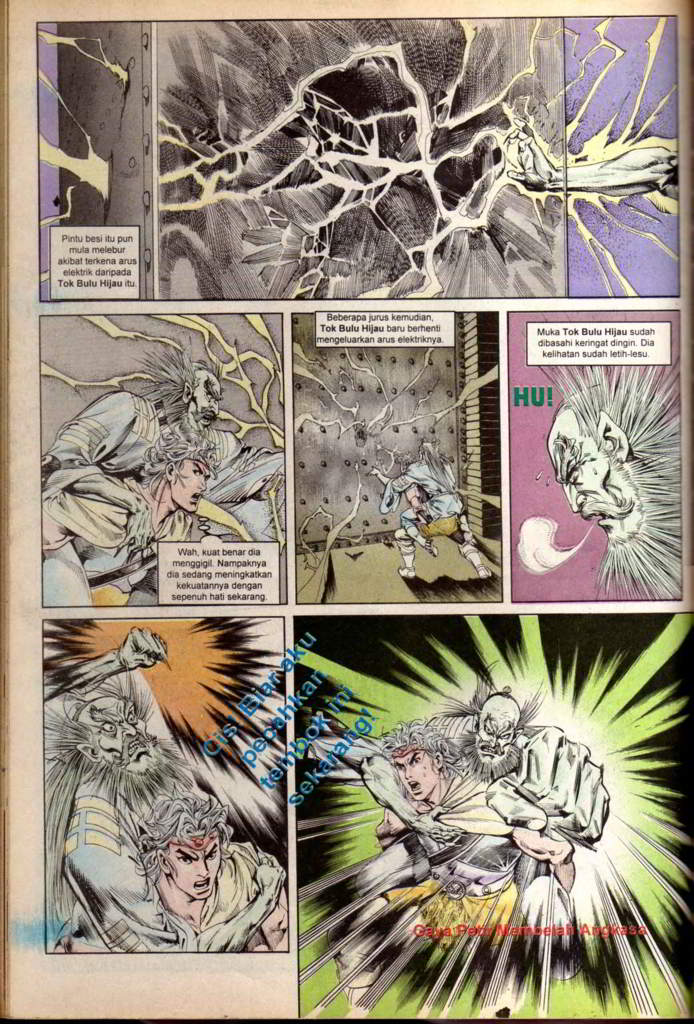 Pintu besi itu pun
mula melebur
akibat terkena arus
elektrik daripada
Tok Bulu Hijau itu.
Wah, kuat benar dia
menggigil. Nampaknya
dia sedang meningkatkan
kekuatannya dengan
sepenuh hati sekarang.
Beberapa jurus kemudian,
Tok Bulu Hijau baru berhenti
mengeluarkan arus elektriknya.
Muka Tok Bulu Hijau sudah
dibasahi keringat dingin. Dia
kelihatan sudah letih-lesu.
HU!
Cis! Biar aku
pecahkan
tembok ini
sekarang!
Gaya Petir Membelah Angkasa